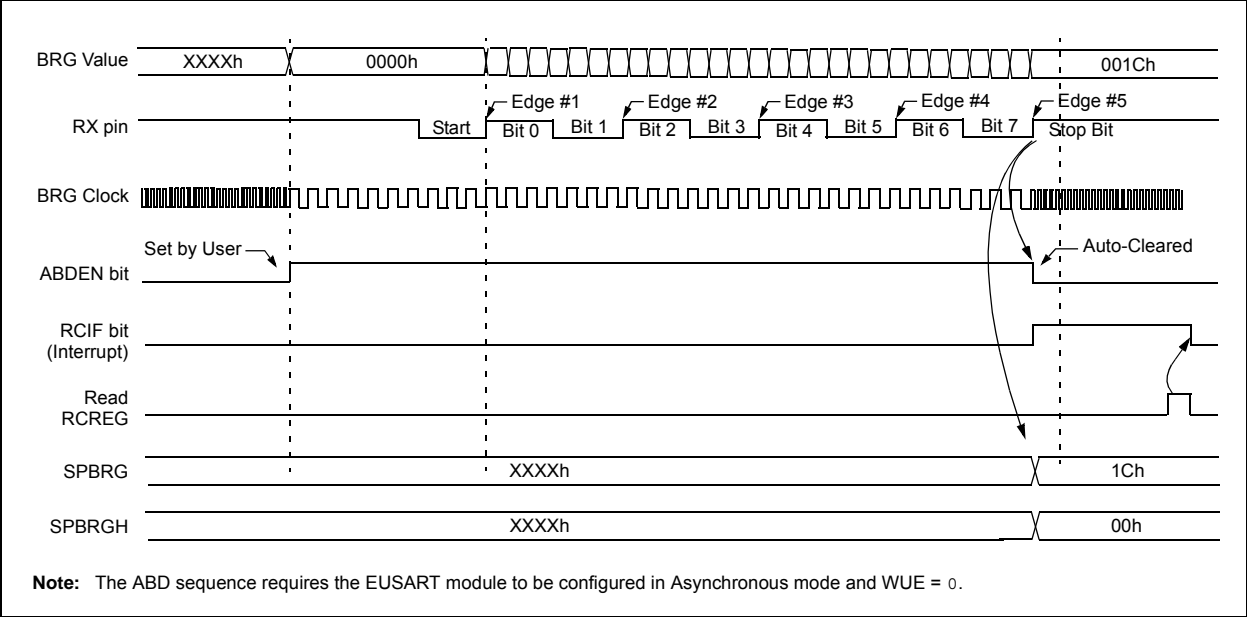 BRG Value XXXXh 0000h 001Ch
Edge #1 Edge #2 Edge #3 Edge #4 Edge #5
RX pin Start Bit 0 Bit 1 Bit 2 Bit 3 Bit 4 Bit 5 Bit 6 Bit 7 Stop Bit
BRG Clock
Set by User Auto-Cleared
ABDEN bit
RCIF bit
(Interrupt)
Read
RCREG
SPBRG XXXXh 1Ch
SPBRGH XXXXh 00h
Note: The ABD sequence requires the EUSART module to be configured in Asynchronous mode and WUE = 0.